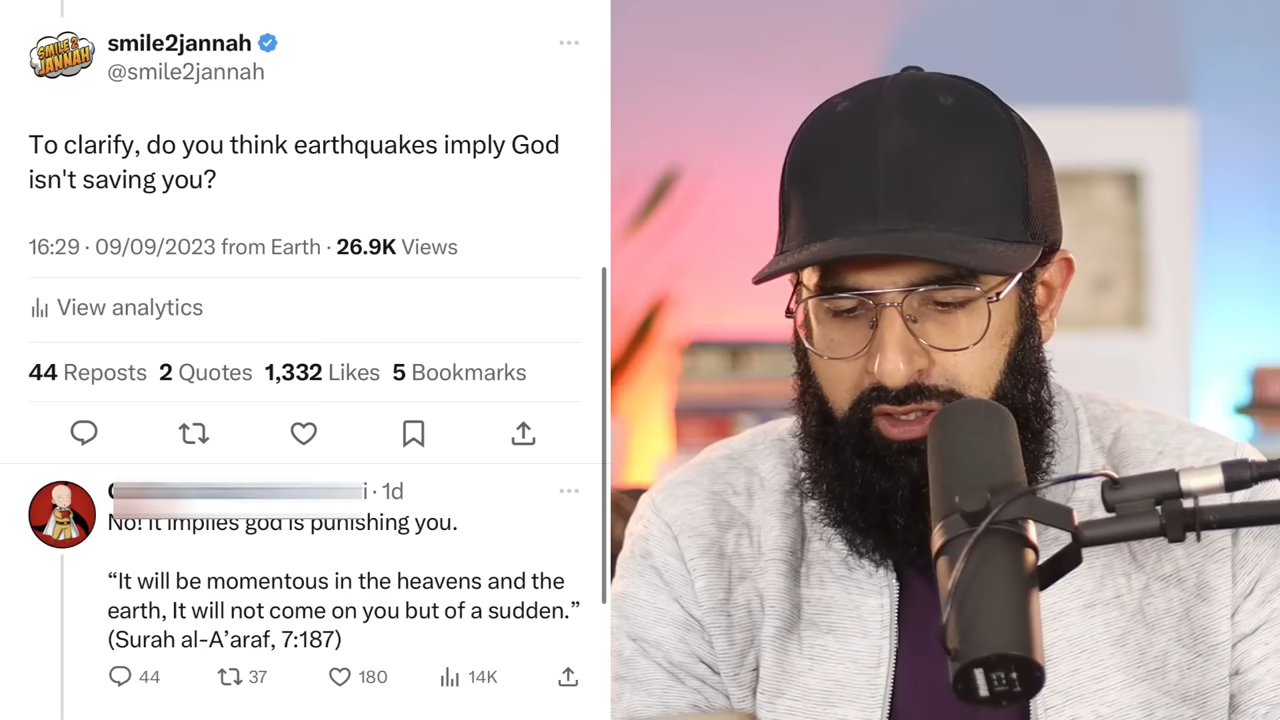 SMILE 2 JANNAH
smile2jannah
@smile2jannah
To clarify, do you think earthquakes imply God
isn't saving you?
16:29 · 09/09/2023 from Earth · 26.9K Views
View analytics
44 Reposts 2 Quotes 1,332 Likes 5 Bookmarks
i · 1d
No! it implies god is punishing you.
“It will be momentous in the heavens and the
earth, It will not come on you but of a sudden.”
(Surah al-A’araf, 7:187)
44 37 180 14K